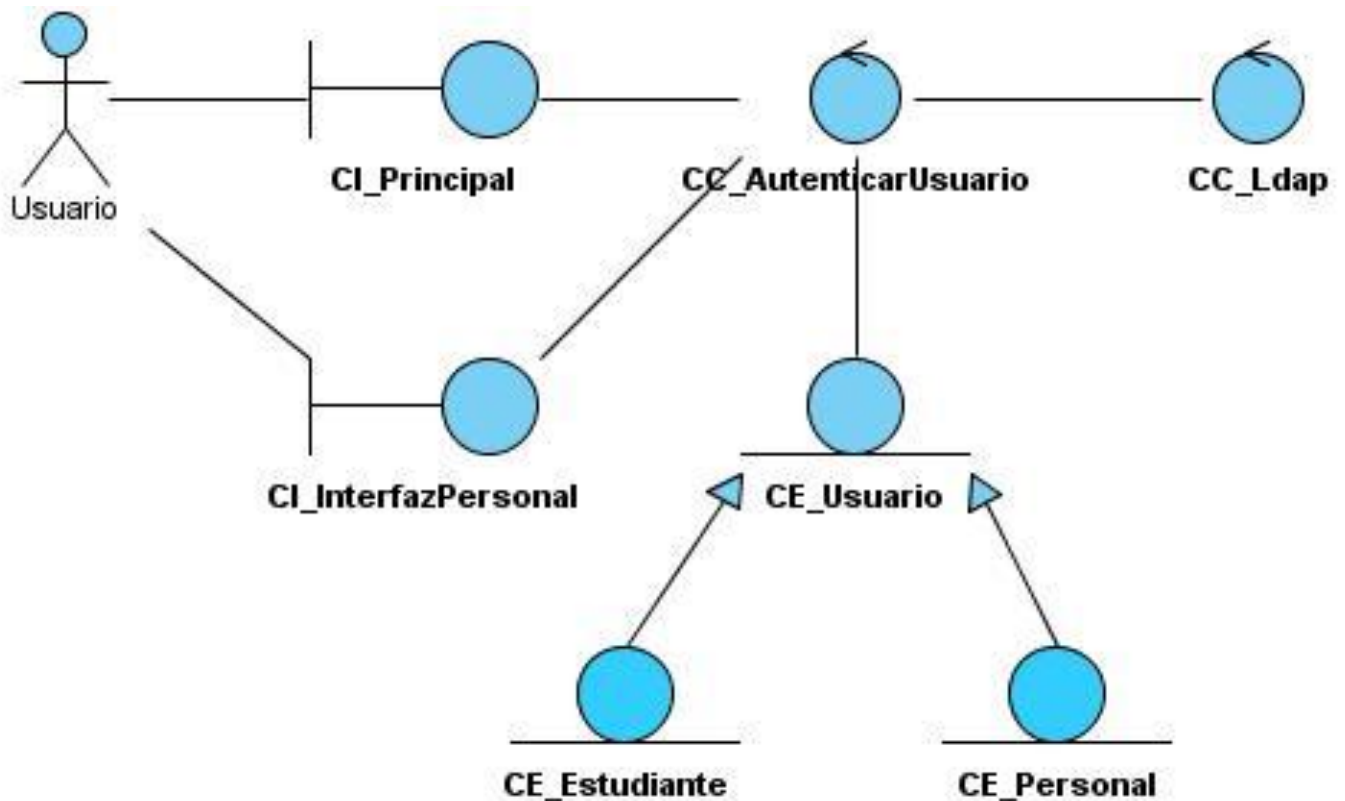 CI_Principal
CC_AutenticarUsuario
CC_Ldap
Usuario
CI_InterfazPersonal
CE_Usuario
CE_Estudiante
CE_Personal